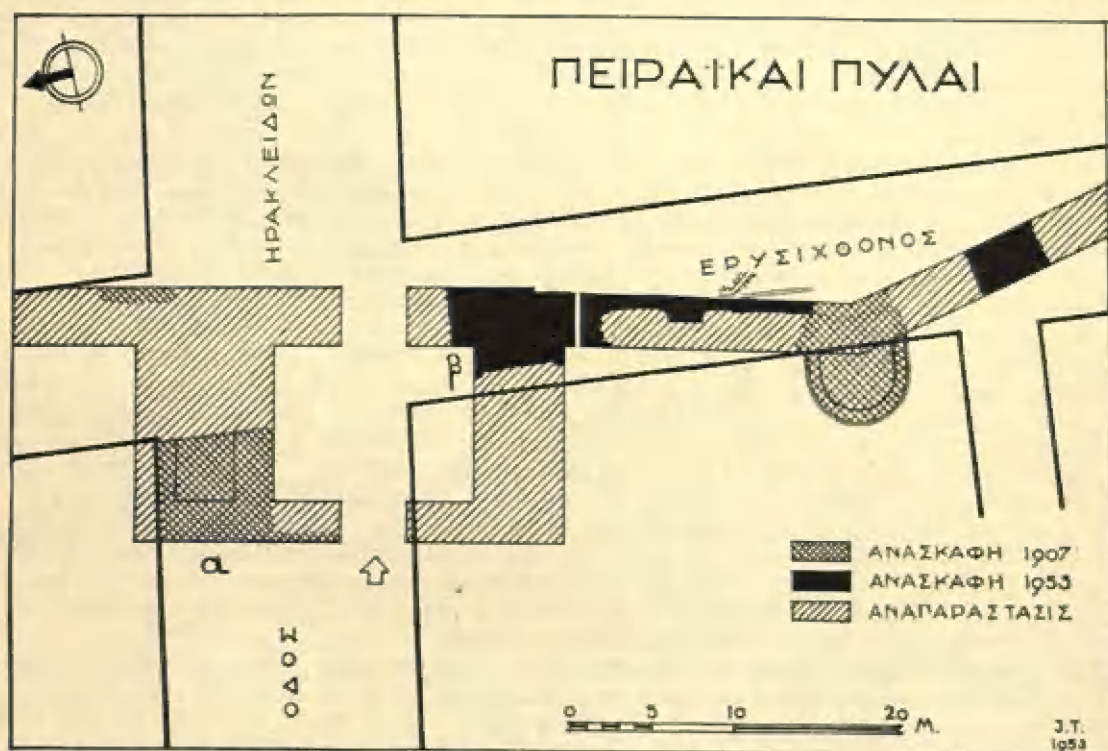 ΠΕΙΡΑΪΚΑΙ ΠΥΛΑΙ
ΗΡΑΚΛΕΙΔΩΝ
ΕΡΥΣΙΧΘΟΝΟΣ
β
α
ΟΔΟΣ
ΑΝΑΣΚΑΦΗ 1907
ΑΝΑΣΚΑΦΗ 1953
ΑΝΑΠΑΡΑΣΤΑΣΙΣ
0 5 10 20 Μ.
J.T.
1953